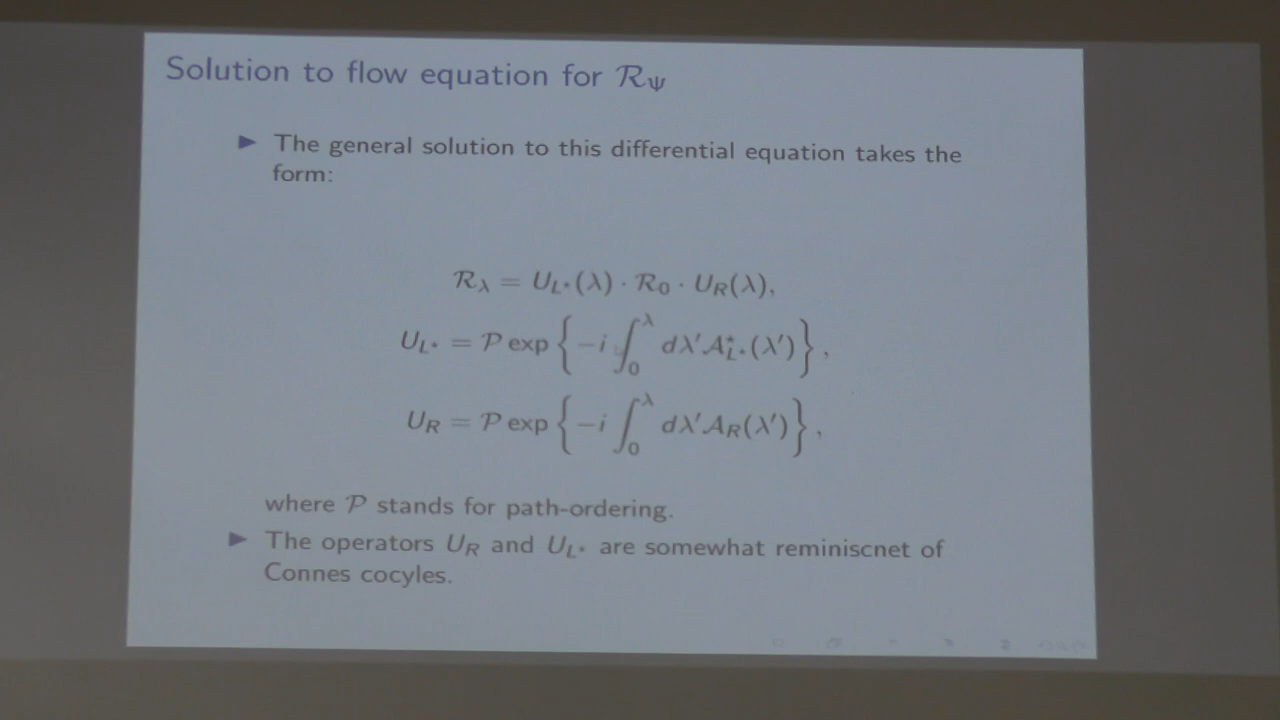 Solution to flow equation for ℛ_Ψ
▶ The general solution to this differential equation takes the
form:
ℛ_λ = U_{L*}(λ) · ℛ_0 · U_R(λ),
U_{L*} = 𝒫 exp { −i ∫_0^λ dλ′ 𝒜*_{L*}(λ′) } ,
U_R = 𝒫 exp { −i ∫_0^λ dλ′ 𝒜_R(λ′) } ,
where 𝒫 stands for path-ordering.
▶ The operators U_R and U_{L*} are somewhat reminiscnet of
Connes cocyles.